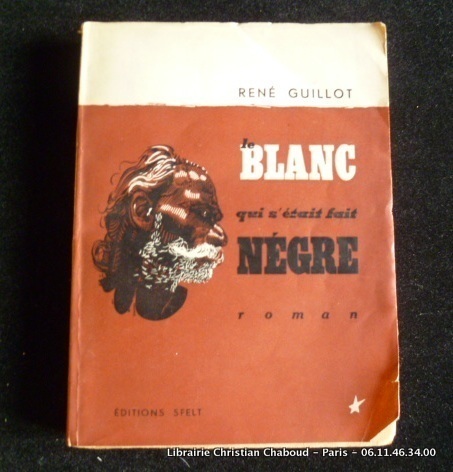 RENÉ GUILLOT
le
BLANC
qui s'était fait
NÉGRE
roman
ÉDITIONS SFELT
Librairie Christian Chaboud - Paris - 06.11.46.34.00